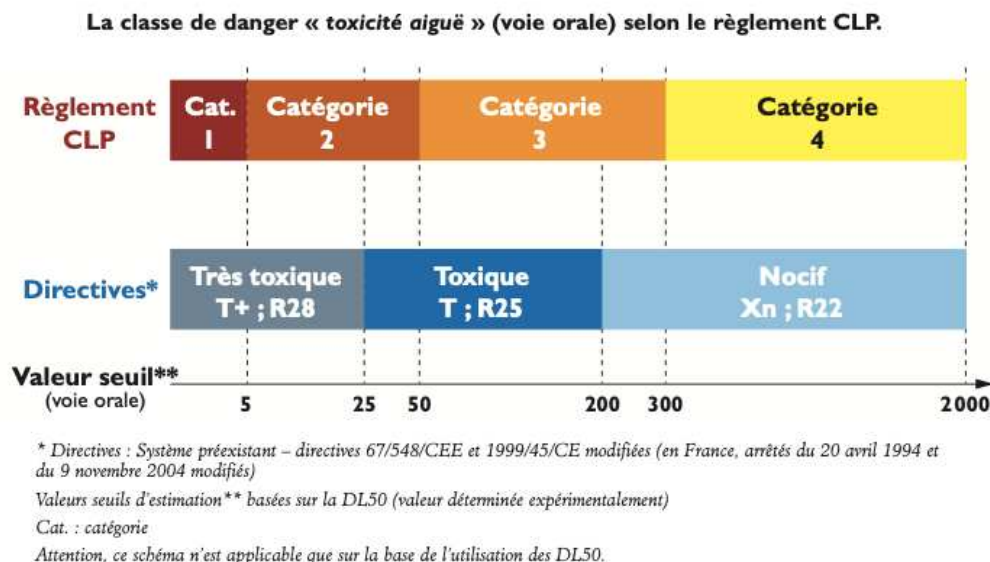 La classe de danger « toxicité aiguë » (voie orale) selon le règlement CLP.
Règlement CLP
Cat. 1
Catégorie 2
Catégorie 3
Catégorie 4
Directives*
Très toxique
T+ ; R28
Toxique
T ; R25
Nocif
Xn ; R22
Valeur seuil**
(voie orale)
5 25 50 200 300 2 000
* Directives : Système préexistant – directives 67/548/CEE et 1999/45/CE modifiées (en France, arrêtés du 20 avril 1994 et
du 9 novembre 2004 modifiés)
Valeurs seuils d'estimation** basées sur la DL50 (valeur déterminée expérimentalement)
Cat. : catégorie
Attention, ce schéma n'est applicable que sur la base de l'utilisation des DL50.